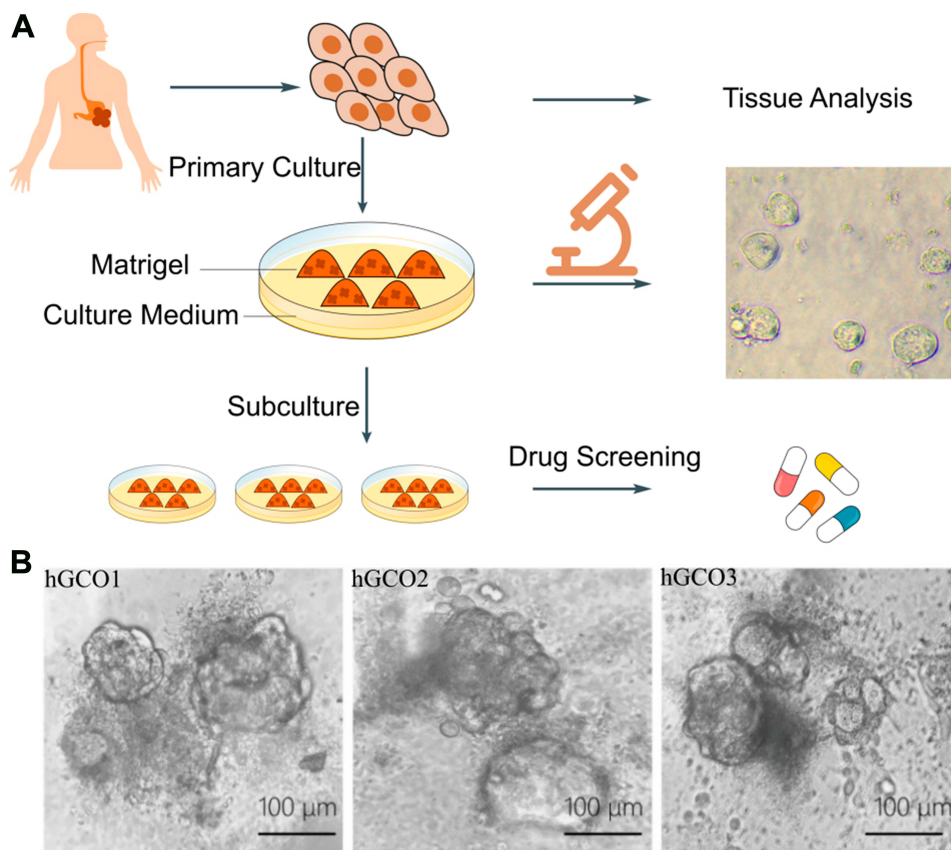 A
Tissue Analysis
Primary Culture
Matrigel
Culture Medium
Subculture
Drug Screening
B
hGCO1
hGCO2
hGCO3
100 μm
100 μm
100 μm